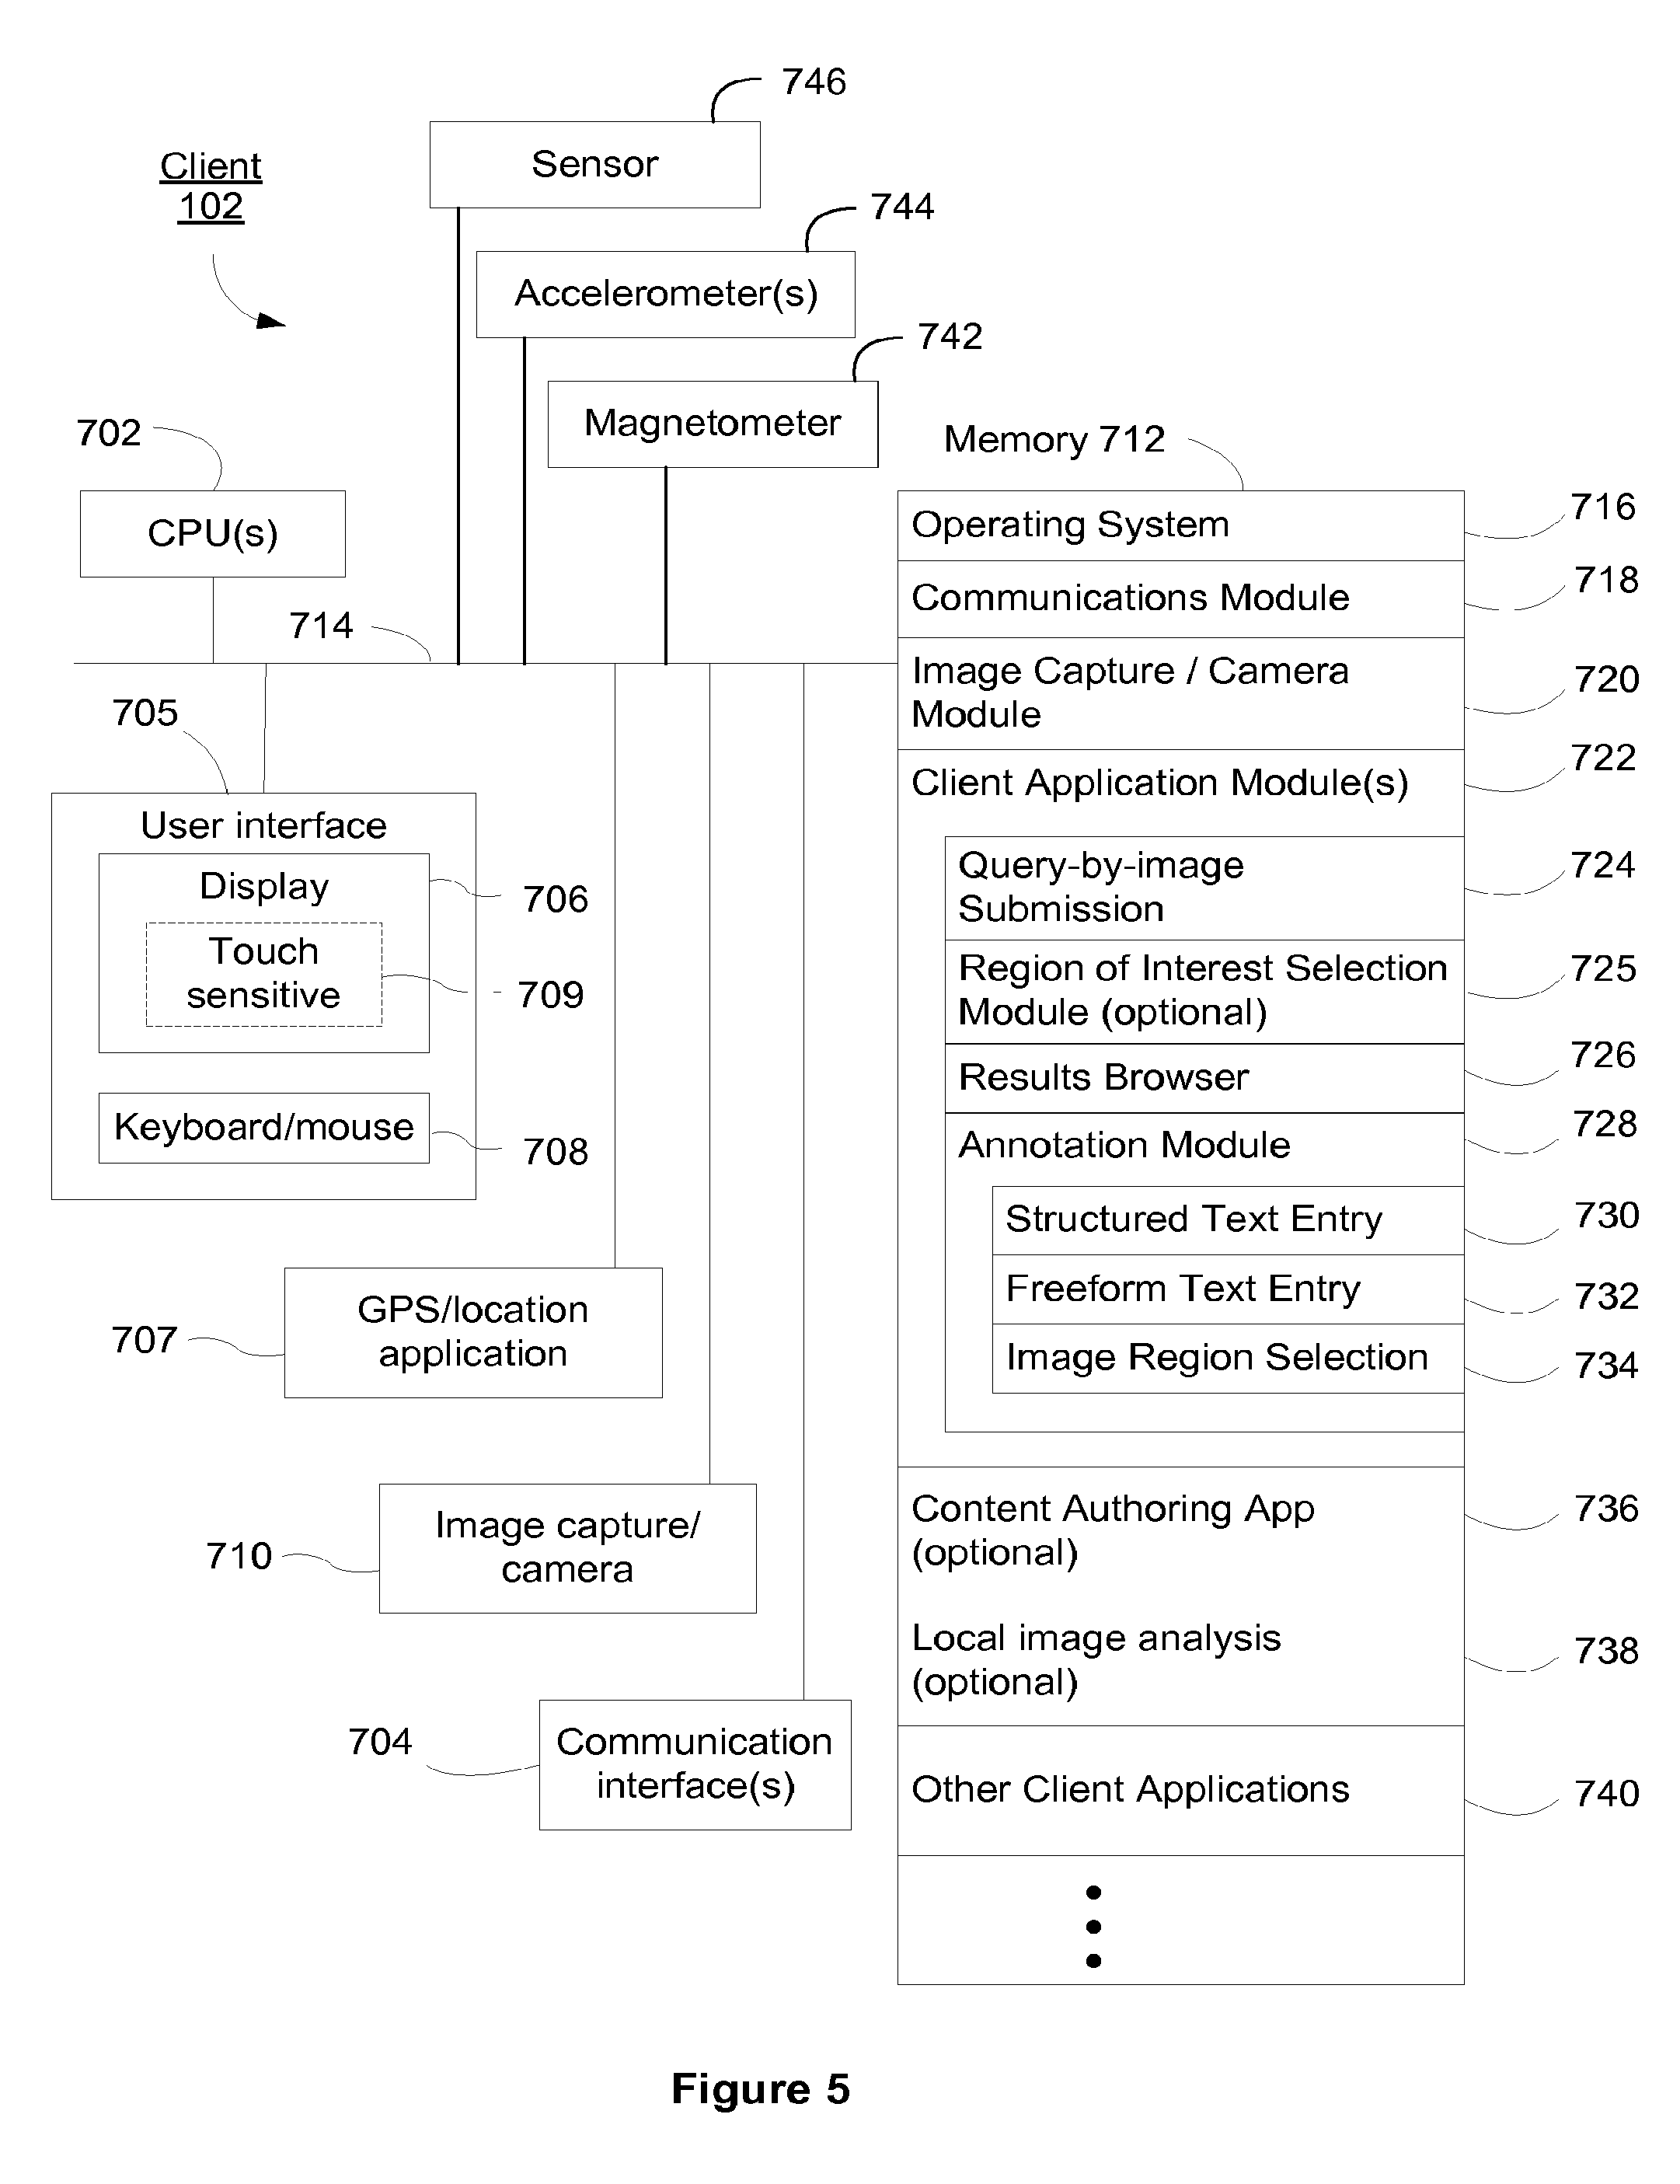 746
Sensor
Client
102
744
Accelerometer(s)
742
Magnetometer
702
CPU(s)
714
Memory 712
Operating System
716
Communications Module
718
Image Capture / Camera
Module
720
Client Application Module(s)
722
Query-by-image
Submission
724
Region of Interest Selection
Module (optional)
725
Results Browser
726
Annotation Module
728
Structured Text Entry
730
Freeform Text Entry
732
Image Region Selection
734
Content Authoring App
(optional)
736
Local image analysis
(optional)
738
Other Client Applications
740
705
User interface
Display
706
Touch
sensitive
709
Keyboard/mouse
708
GPS/location
application
707
Image capture/
camera
710
Communication
interface(s)
704
Figure 5